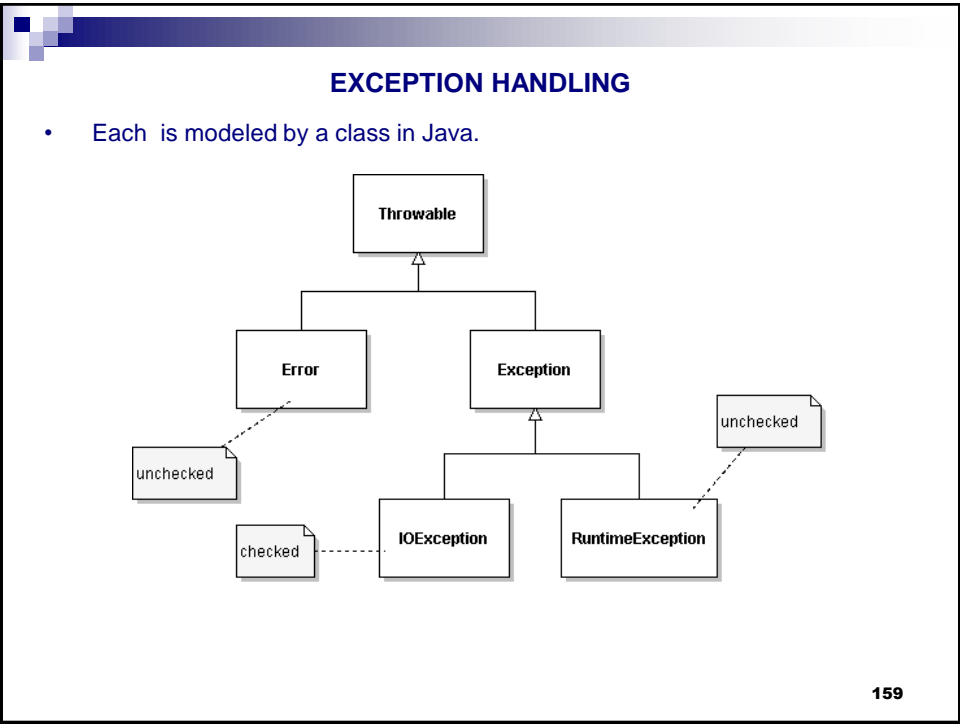 EXCEPTION HANDLING
• Each  is modeled by a class in Java.
Throwable
Error
Exception
unchecked
unchecked
checked
IOException
RuntimeException
159